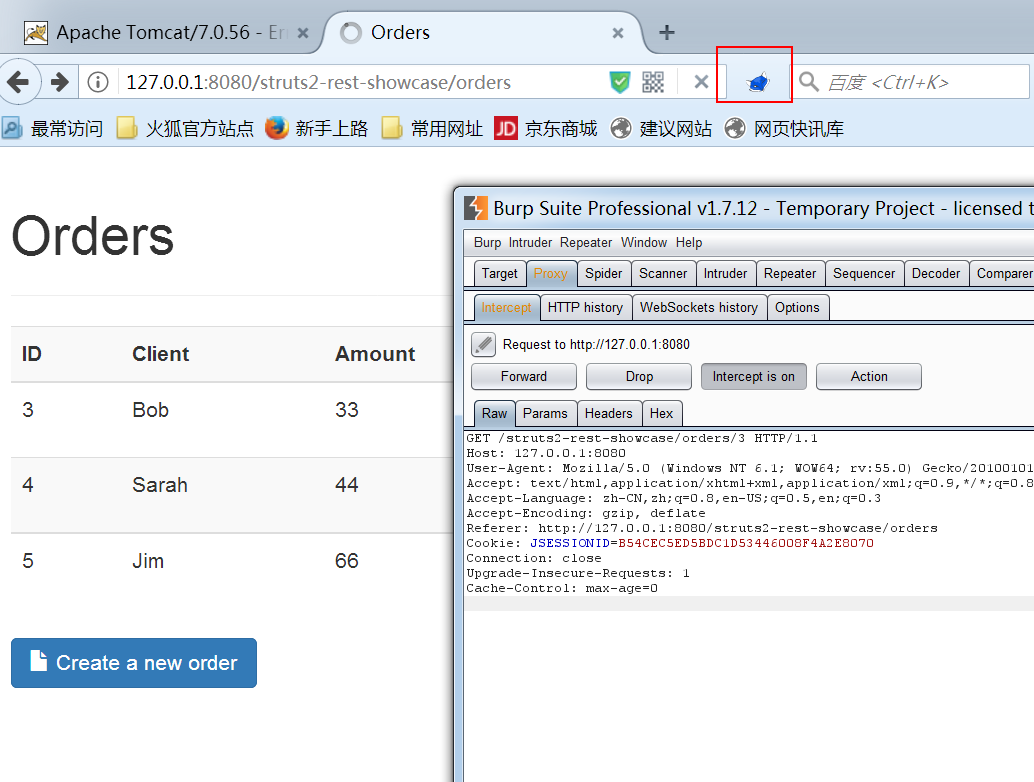 Apache Tomcat/7.0.56 - Er
Orders
127.0.0.1:8080/struts2-rest-showcase/orders
百度 <Ctrl+K>
最常访问 火狐官方站点 新手上路 常用网址 JD 京东商城 建议网站 网页快讯库
Orders
ID Client Amount
3 Bob 33
4 Sarah 44
5 Jim 66
Create a new order
Burp Suite Professional v1.7.12 - Temporary Project - licensed t
Burp Intruder Repeater Window Help
Target Proxy Spider Scanner Intruder Repeater Sequencer Decoder Comparer
Intercept HTTP history WebSockets history Options
Request to http://127.0.0.1:8080
Forward Drop Intercept is on Action
Raw Params Headers Hex
GET /struts2-rest-showcase/orders/3 HTTP/1.1
Host: 127.0.0.1:8080
User-Agent: Mozilla/5.0 (Windows NT 6.1; WOW64; rv:55.0) Gecko/20100101
Accept: text/html,application/xhtml+xml,application/xml;q=0.9,*/*;q=0.8
Accept-Language: zh-CN,zh;q=0.8,en-US;q=0.5,en;q=0.3
Accept-Encoding: gzip, deflate
Referer: http://127.0.0.1:8080/struts2-rest-showcase/orders
Cookie: JSESSIONID=B54CEC5ED5BDC1D53446008F4A2E8070
Connection: close
Upgrade-Insecure-Requests: 1
Cache-Control: max-age=0